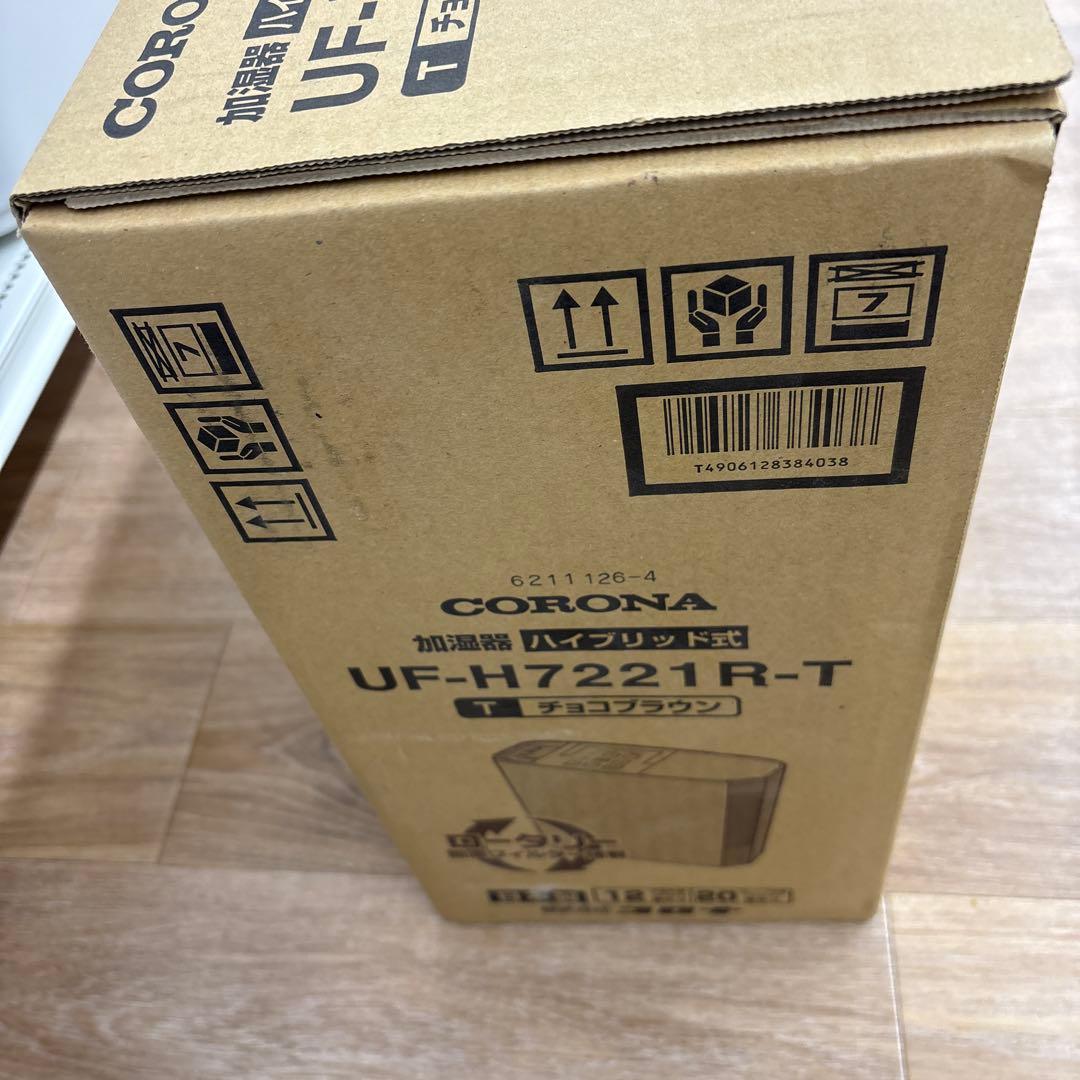 CORO
加湿器 ハイ
UF-
T チョコ
7
7
T4906128384038
6211126-4
CORONA
加湿器 ハイブリッド式
UF-H7221R-T
T チョコブラウン
ロータリー
12 20